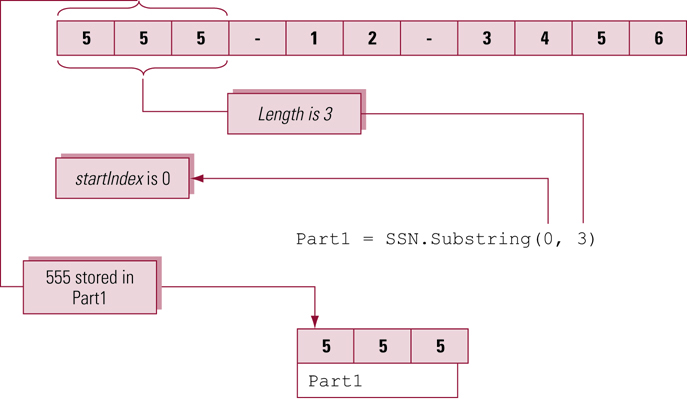 5 5 5 - 1 2 - 3 4 5 6
Length is 3
startIndex is 0
Part1 = SSN.Substring(0, 3)
555 stored in
Part1
5 5 5
Part1